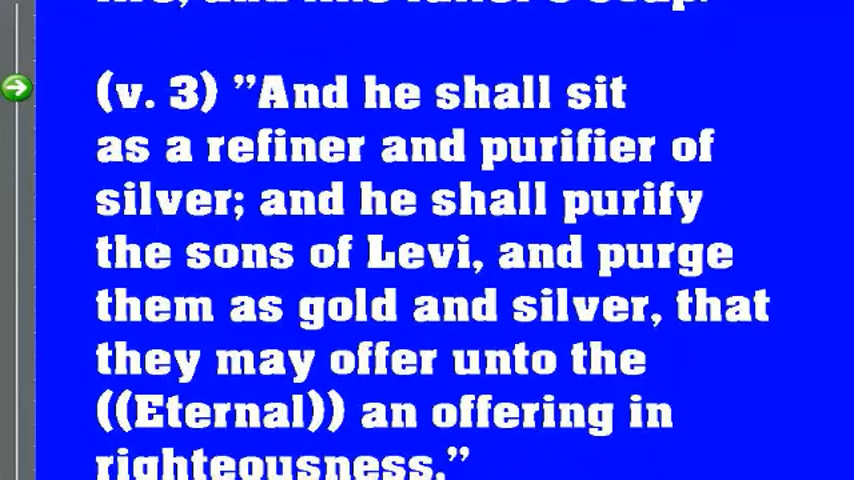 (v. 3) ”And he shall sit
as a refiner and purifier of
silver; and he shall purify
the sons of Levi, and purge
them as gold and silver, that
they may offer unto the
((Eternal)) an offering in
righteousness.”